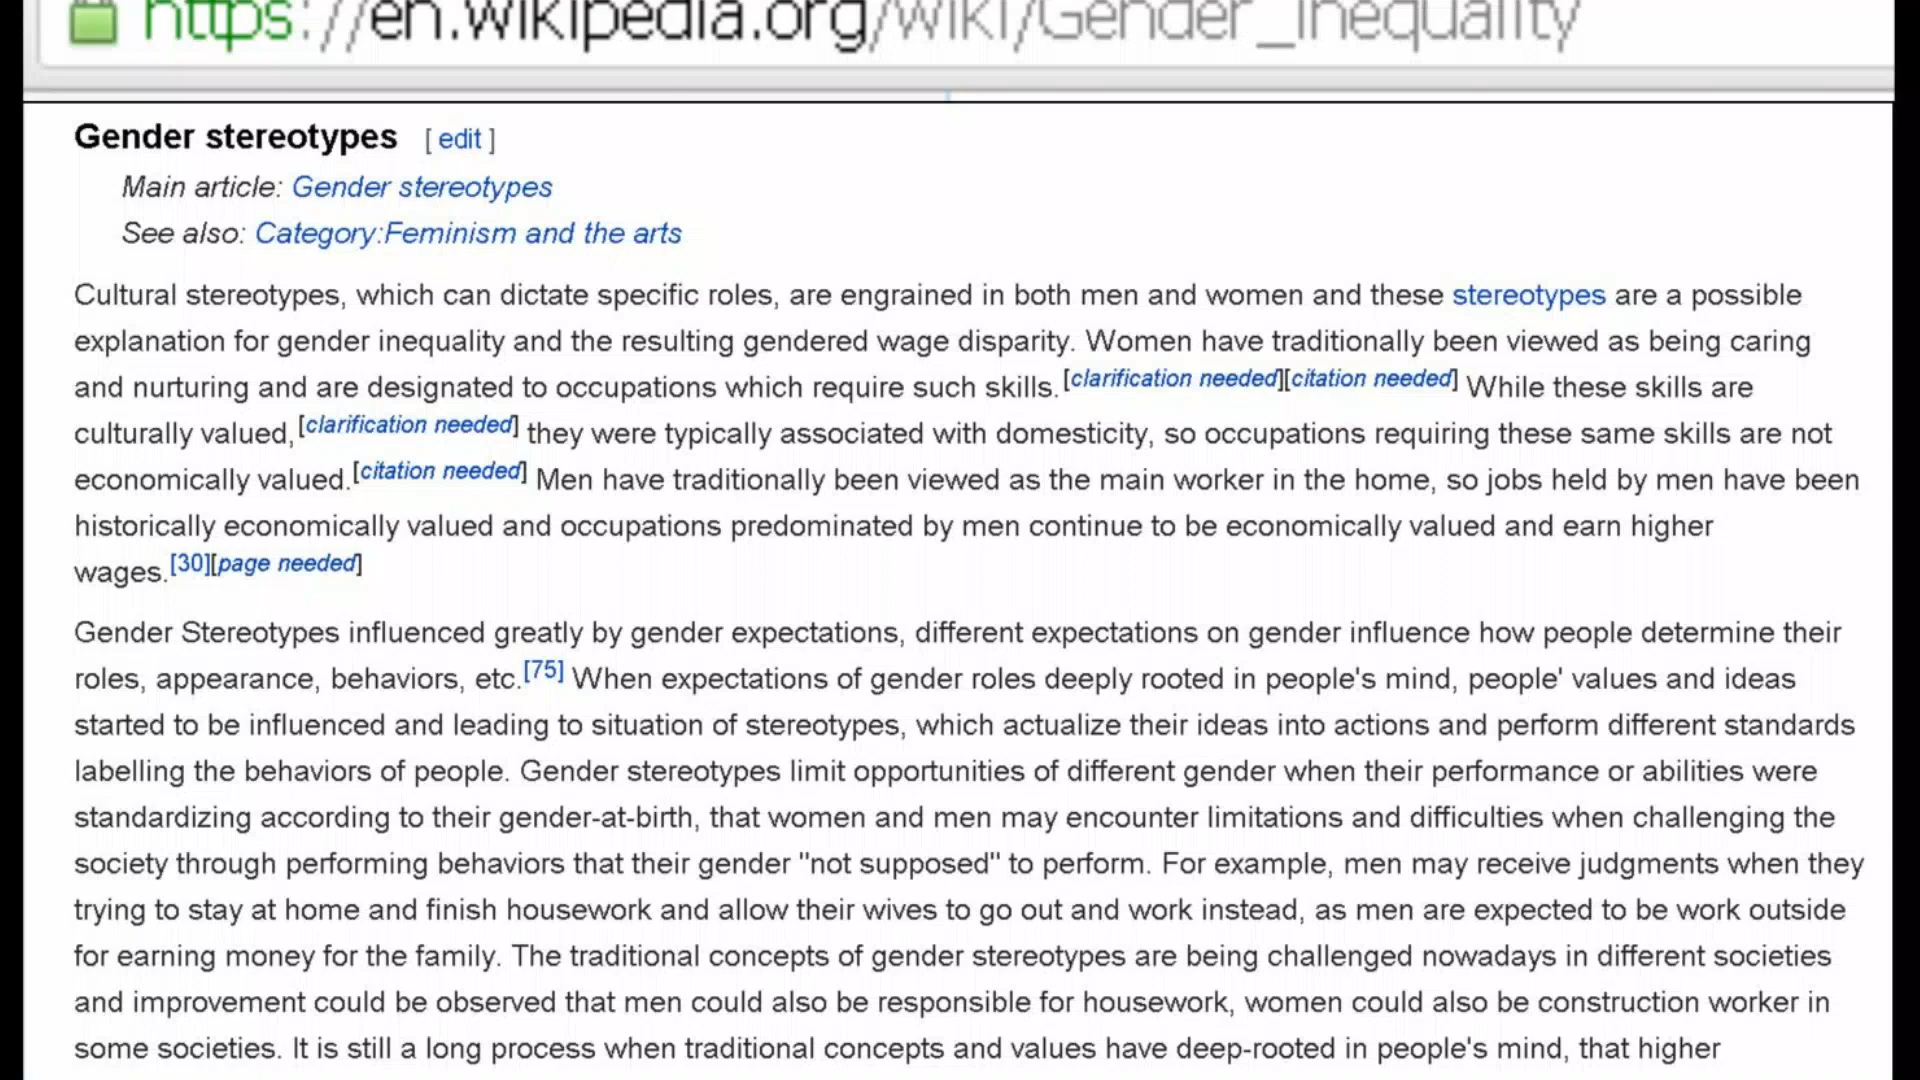 https://en.wikipedia.org/wiki/Gender_inequality
Gender stereotypes [ edit ]
Main article: Gender stereotypes
See also: Category:Feminism and the arts
Cultural stereotypes, which can dictate specific roles, are engrained in both men and women and these stereotypes are a possible
explanation for gender inequality and the resulting gendered wage disparity. Women have traditionally been viewed as being caring
and nurturing and are designated to occupations which require such skills.[clarification needed][citation needed] While these skills are
culturally valued,[clarification needed] they were typically associated with domesticity, so occupations requiring these same skills are not
economically valued.[citation needed] Men have traditionally been viewed as the main worker in the home, so jobs held by men have been
historically economically valued and occupations predominated by men continue to be economically valued and earn higher
wages.[30][page needed]
Gender Stereotypes influenced greatly by gender expectations, different expectations on gender influence how people determine their
roles, appearance, behaviors, etc.[75] When expectations of gender roles deeply rooted in people's mind, people' values and ideas
started to be influenced and leading to situation of stereotypes, which actualize their ideas into actions and perform different standards
labelling the behaviors of people. Gender stereotypes limit opportunities of different gender when their performance or abilities were
standardizing according to their gender-at-birth, that women and men may encounter limitations and difficulties when challenging the
society through performing behaviors that their gender "not supposed" to perform. For example, men may receive judgments when they
trying to stay at home and finish housework and allow their wives to go out and work instead, as men are expected to be work outside
for earning money for the family. The traditional concepts of gender stereotypes are being challenged nowadays in different societies
and improvement could be observed that men could also be responsible for housework, women could also be construction worker in
some societies. It is still a long process when traditional concepts and values have deep-rooted in people's mind, that higher